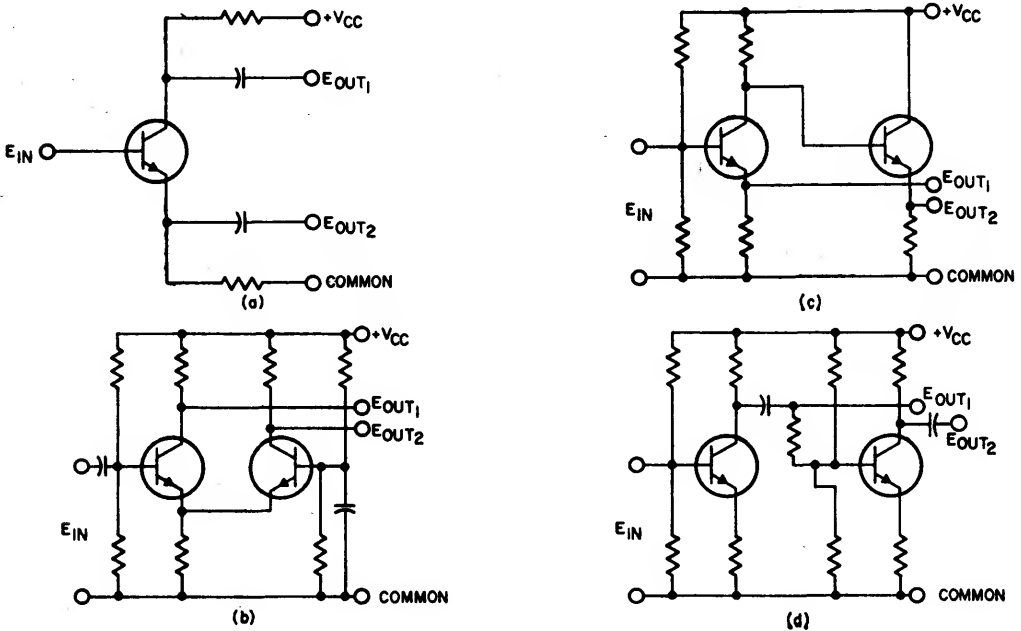 +VCC
EOUT1
EIN
EOUT2
COMMON
(a)
+VCC
EOUT1
EIN
EOUT2
COMMON
(c)
+VCC
EOUT1
EOUT2
EIN
COMMON
(b)
+VCC
EOUT1
EOUT2
EIN
COMMON
(d)